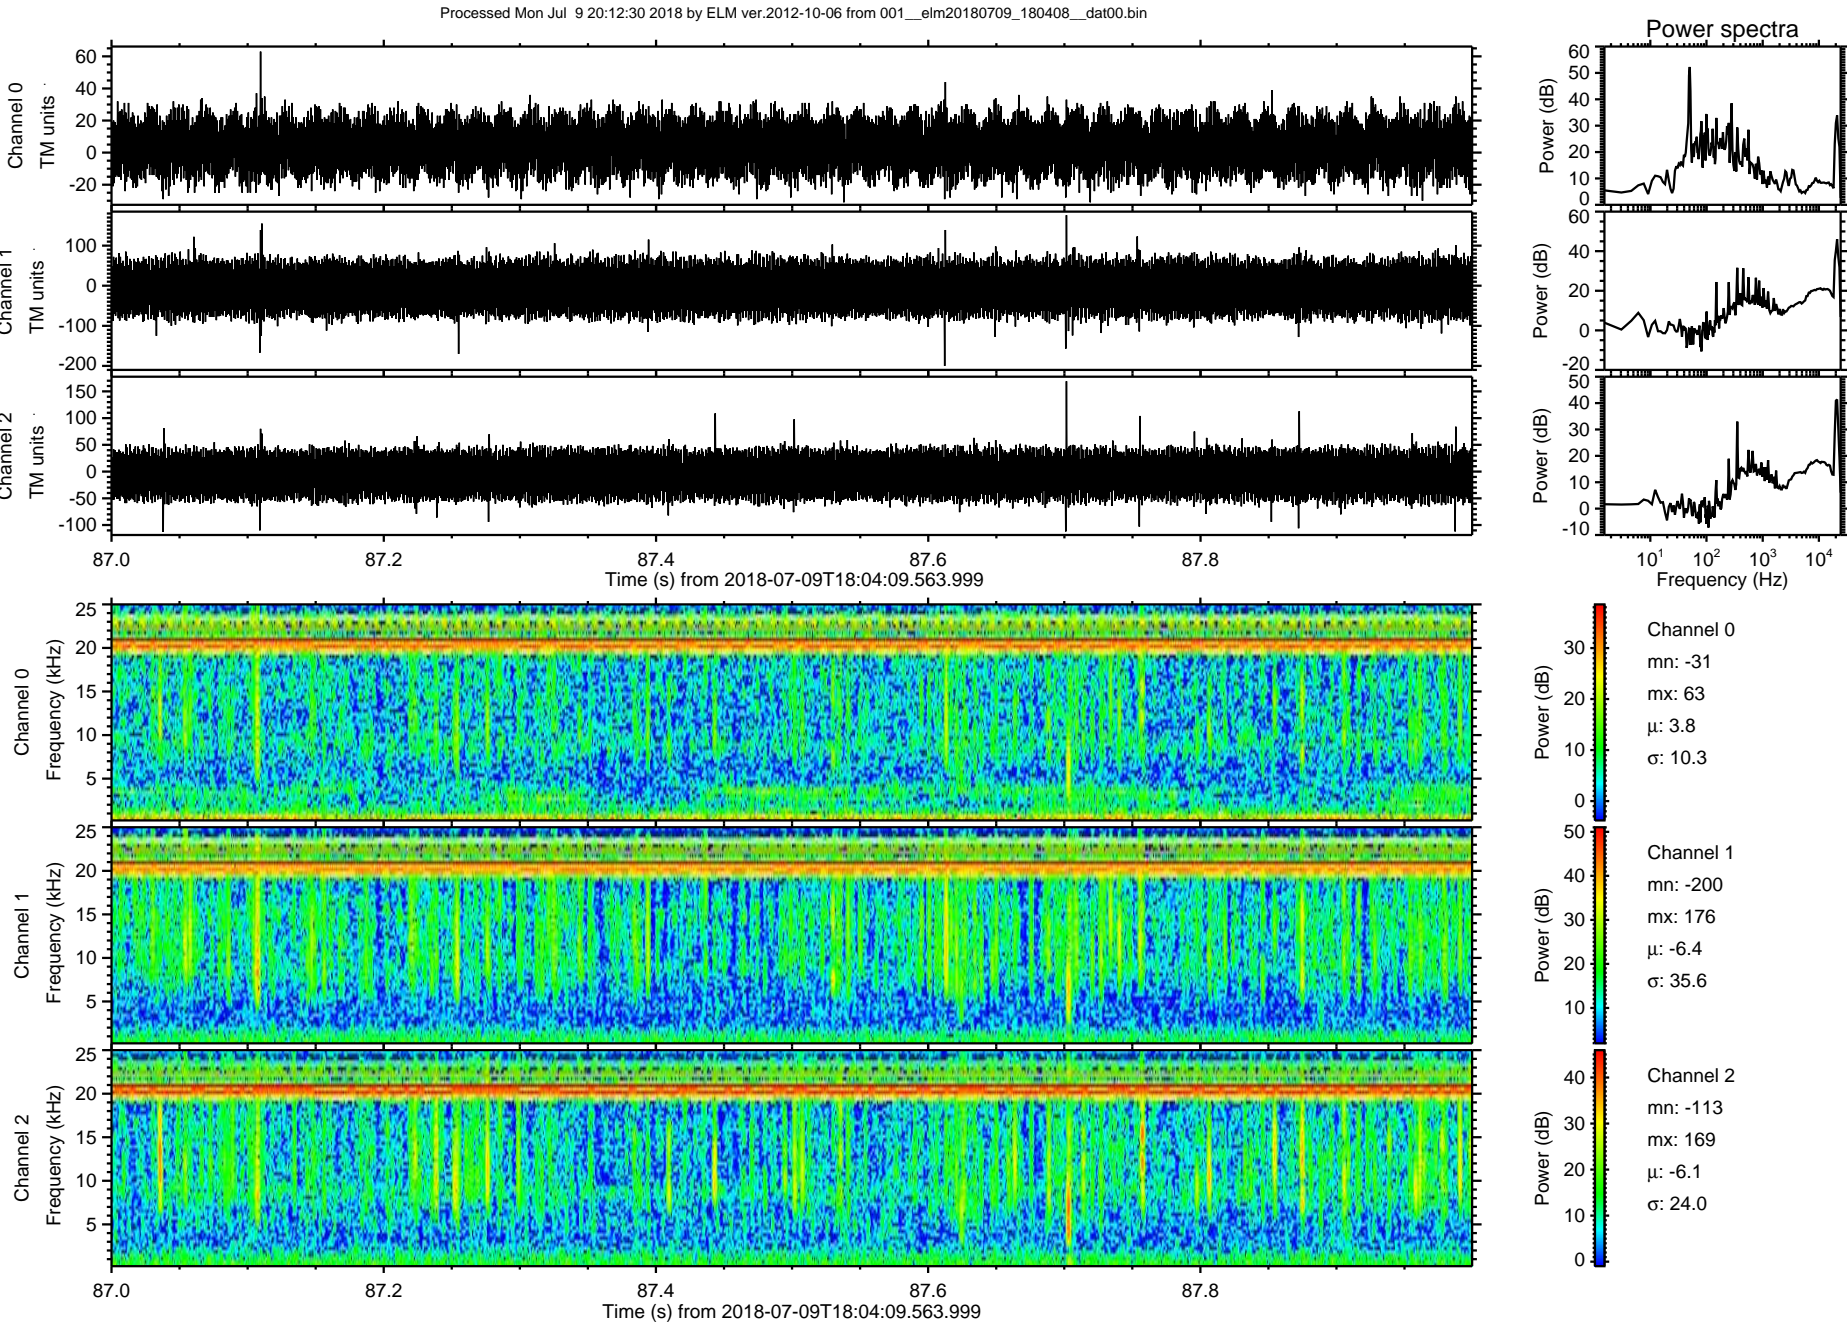 Processed Mon Jul  9 20:12:30 2018 by ELM ver.2012-10-06 from 001__elm20180709_180408__dat00.bin
Power spectra
Channel 0
TM units
60
40
20
0
-20
Power (dB)
60
50
40
30
20
10
0
Channel 1
TM units
100
0
-100
-200
Power (dB)
60
40
20
0
-20
Channel 2
TM units
150
100
50
0
-50
-100
Power (dB)
50
40
30
20
10
0
-10
87.0 87.2 87.4 87.6 87.8
Time (s) from 2018-07-09T18:04:09.563.999
10^1 10^2 10^3 10^4
Frequency (Hz)
Channel 0
Frequency (kHz)
25
20
15
10
5
Power (dB)
30
20
10
0
Channel 0
mn: -31
mx: 63
μ: 3.8
σ: 10.3
Channel 1
Frequency (kHz)
25
20
15
10
5
Power (dB)
50
40
30
20
10
Channel 1
mn: -200
mx: 176
μ: -6.4
σ: 35.6
Channel 2
Frequency (kHz)
25
20
15
10
5
Power (dB)
40
30
20
10
0
Channel 2
mn: -113
mx: 169
μ: -6.1
σ: 24.0
87.0 87.2 87.4 87.6 87.8
Time (s) from 2018-07-09T18:04:09.563.999